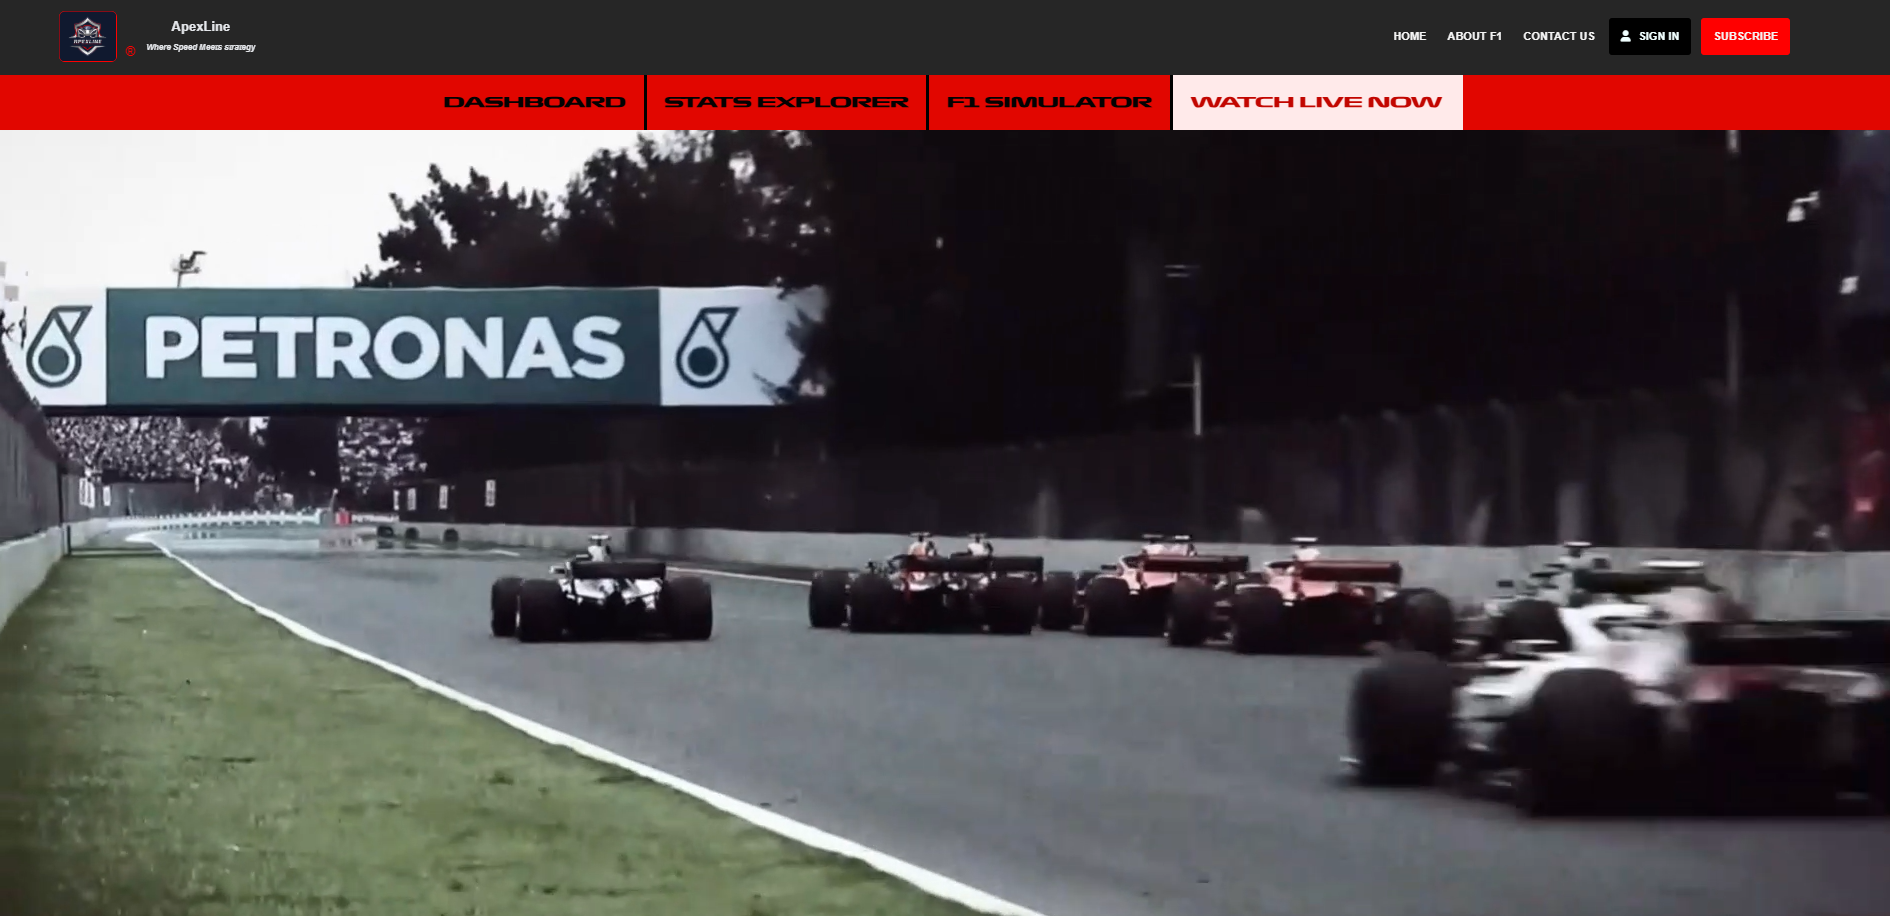 APEXLINE
ApexLine
Where Speed Meets strategy
HOME
ABOUT F1
CONTACT US
SIGN IN
SUBSCRIBE
DASHBOARD
STATS EXPLORER
F1 SIMULATOR
WATCH LIVE NOW
PETRONAS